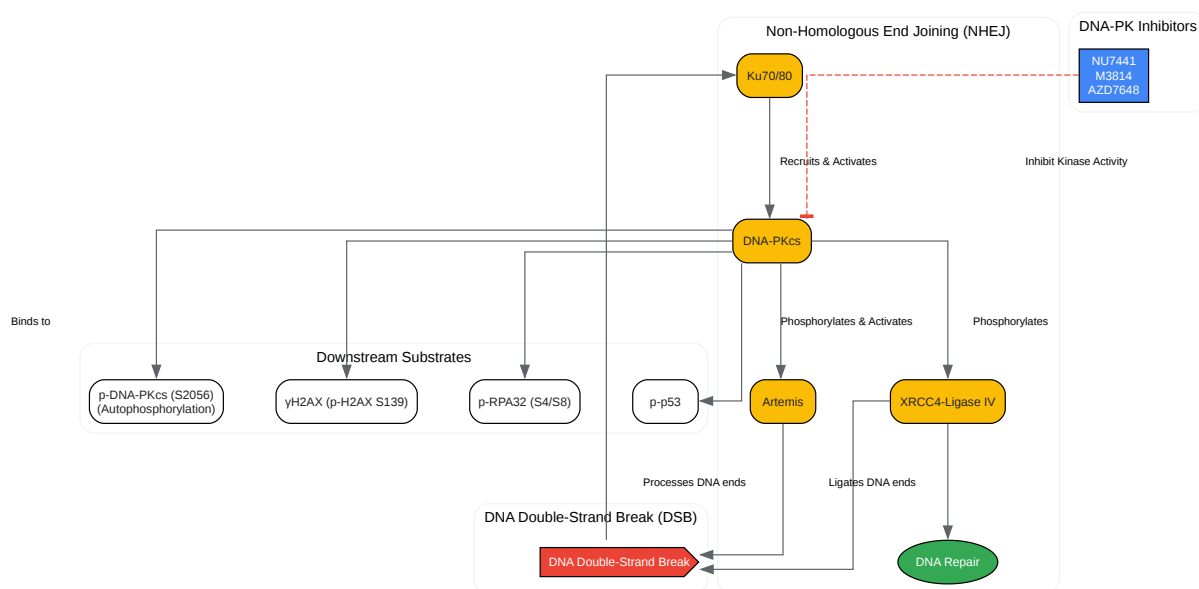 Non-Homologous End Joining (NHEJ)
DNA-PK Inhibitors
Ku70/80
NU7441
M3814
AZD7648
Recruits & Activates
Inhibit Kinase Activity
DNA-PKcs
Binds to
Phosphorylates & Activates
Phosphorylates
Downstream Substrates
p-DNA-PKcs (S2056)
(Autophosphorylation)
γH2AX (p-H2AX S139)
p-RPA32 (S4/S8)
p-p53
Artemis
XRCC4-Ligase IV
Processes DNA ends
Ligates DNA ends
DNA Double-Strand Break (DSB)
DNA Double-Strand Break
DNA Repair